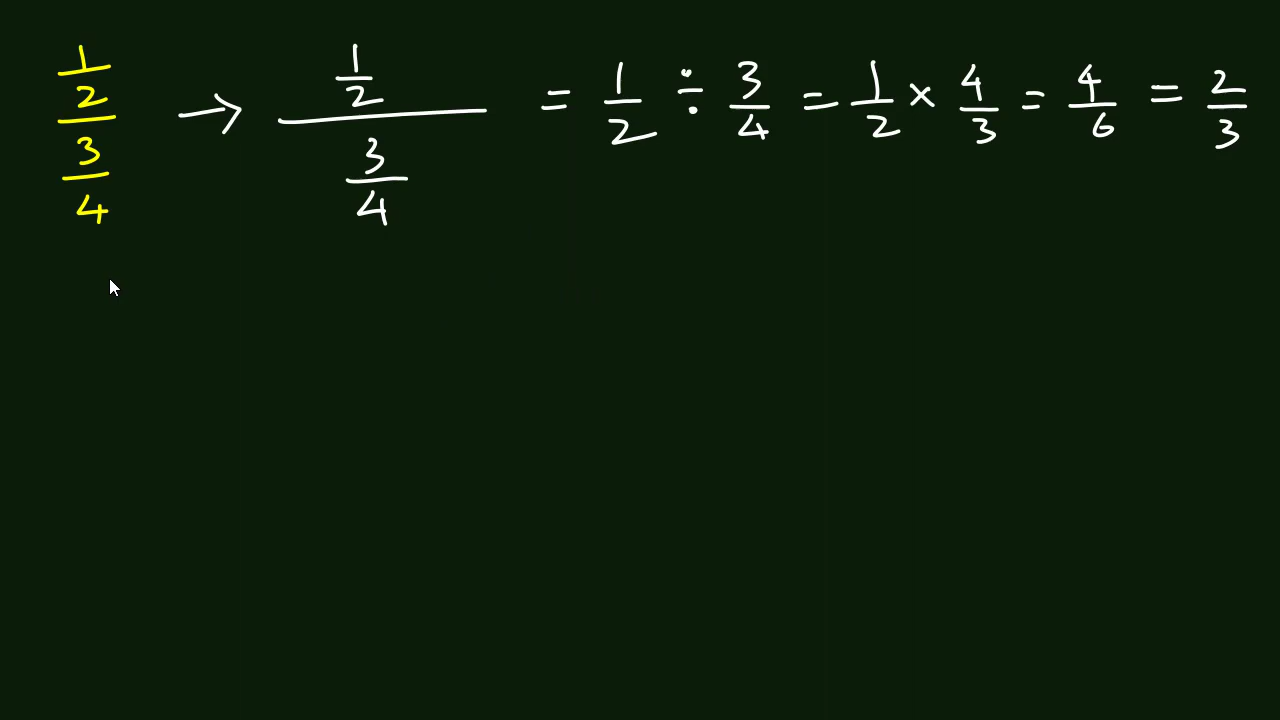 1/2/3/4 → (1/2)/(3/4) = 1/2 ÷ 3/4 = 1/2 × 4/3 = 4/6 = 2/3